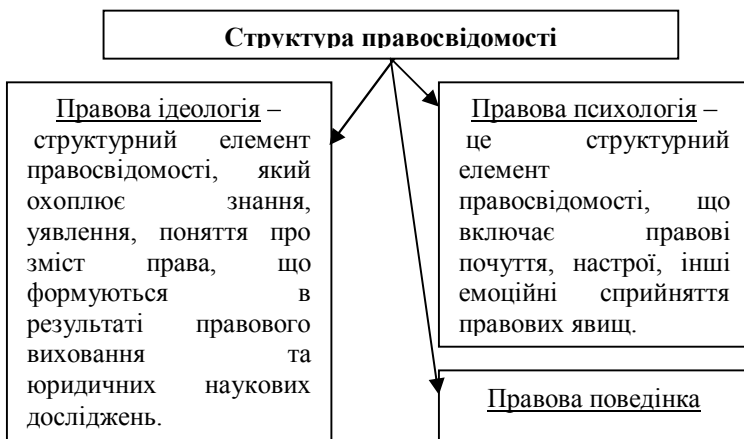 Структура правосвідомості
Правова ідеологія –
структурний елемент
правосвідомості, який
охоплює знання,
уявлення, поняття про
зміст права, що
формуються в
результаті правового
виховання та
юридичних наукових
досліджень.
Правова психологія –
це структурний
елемент
правосвідомості, що
включає правові
почуття, настрої, інші
емоційні сприйняття
правових явищ.
Правова поведінка